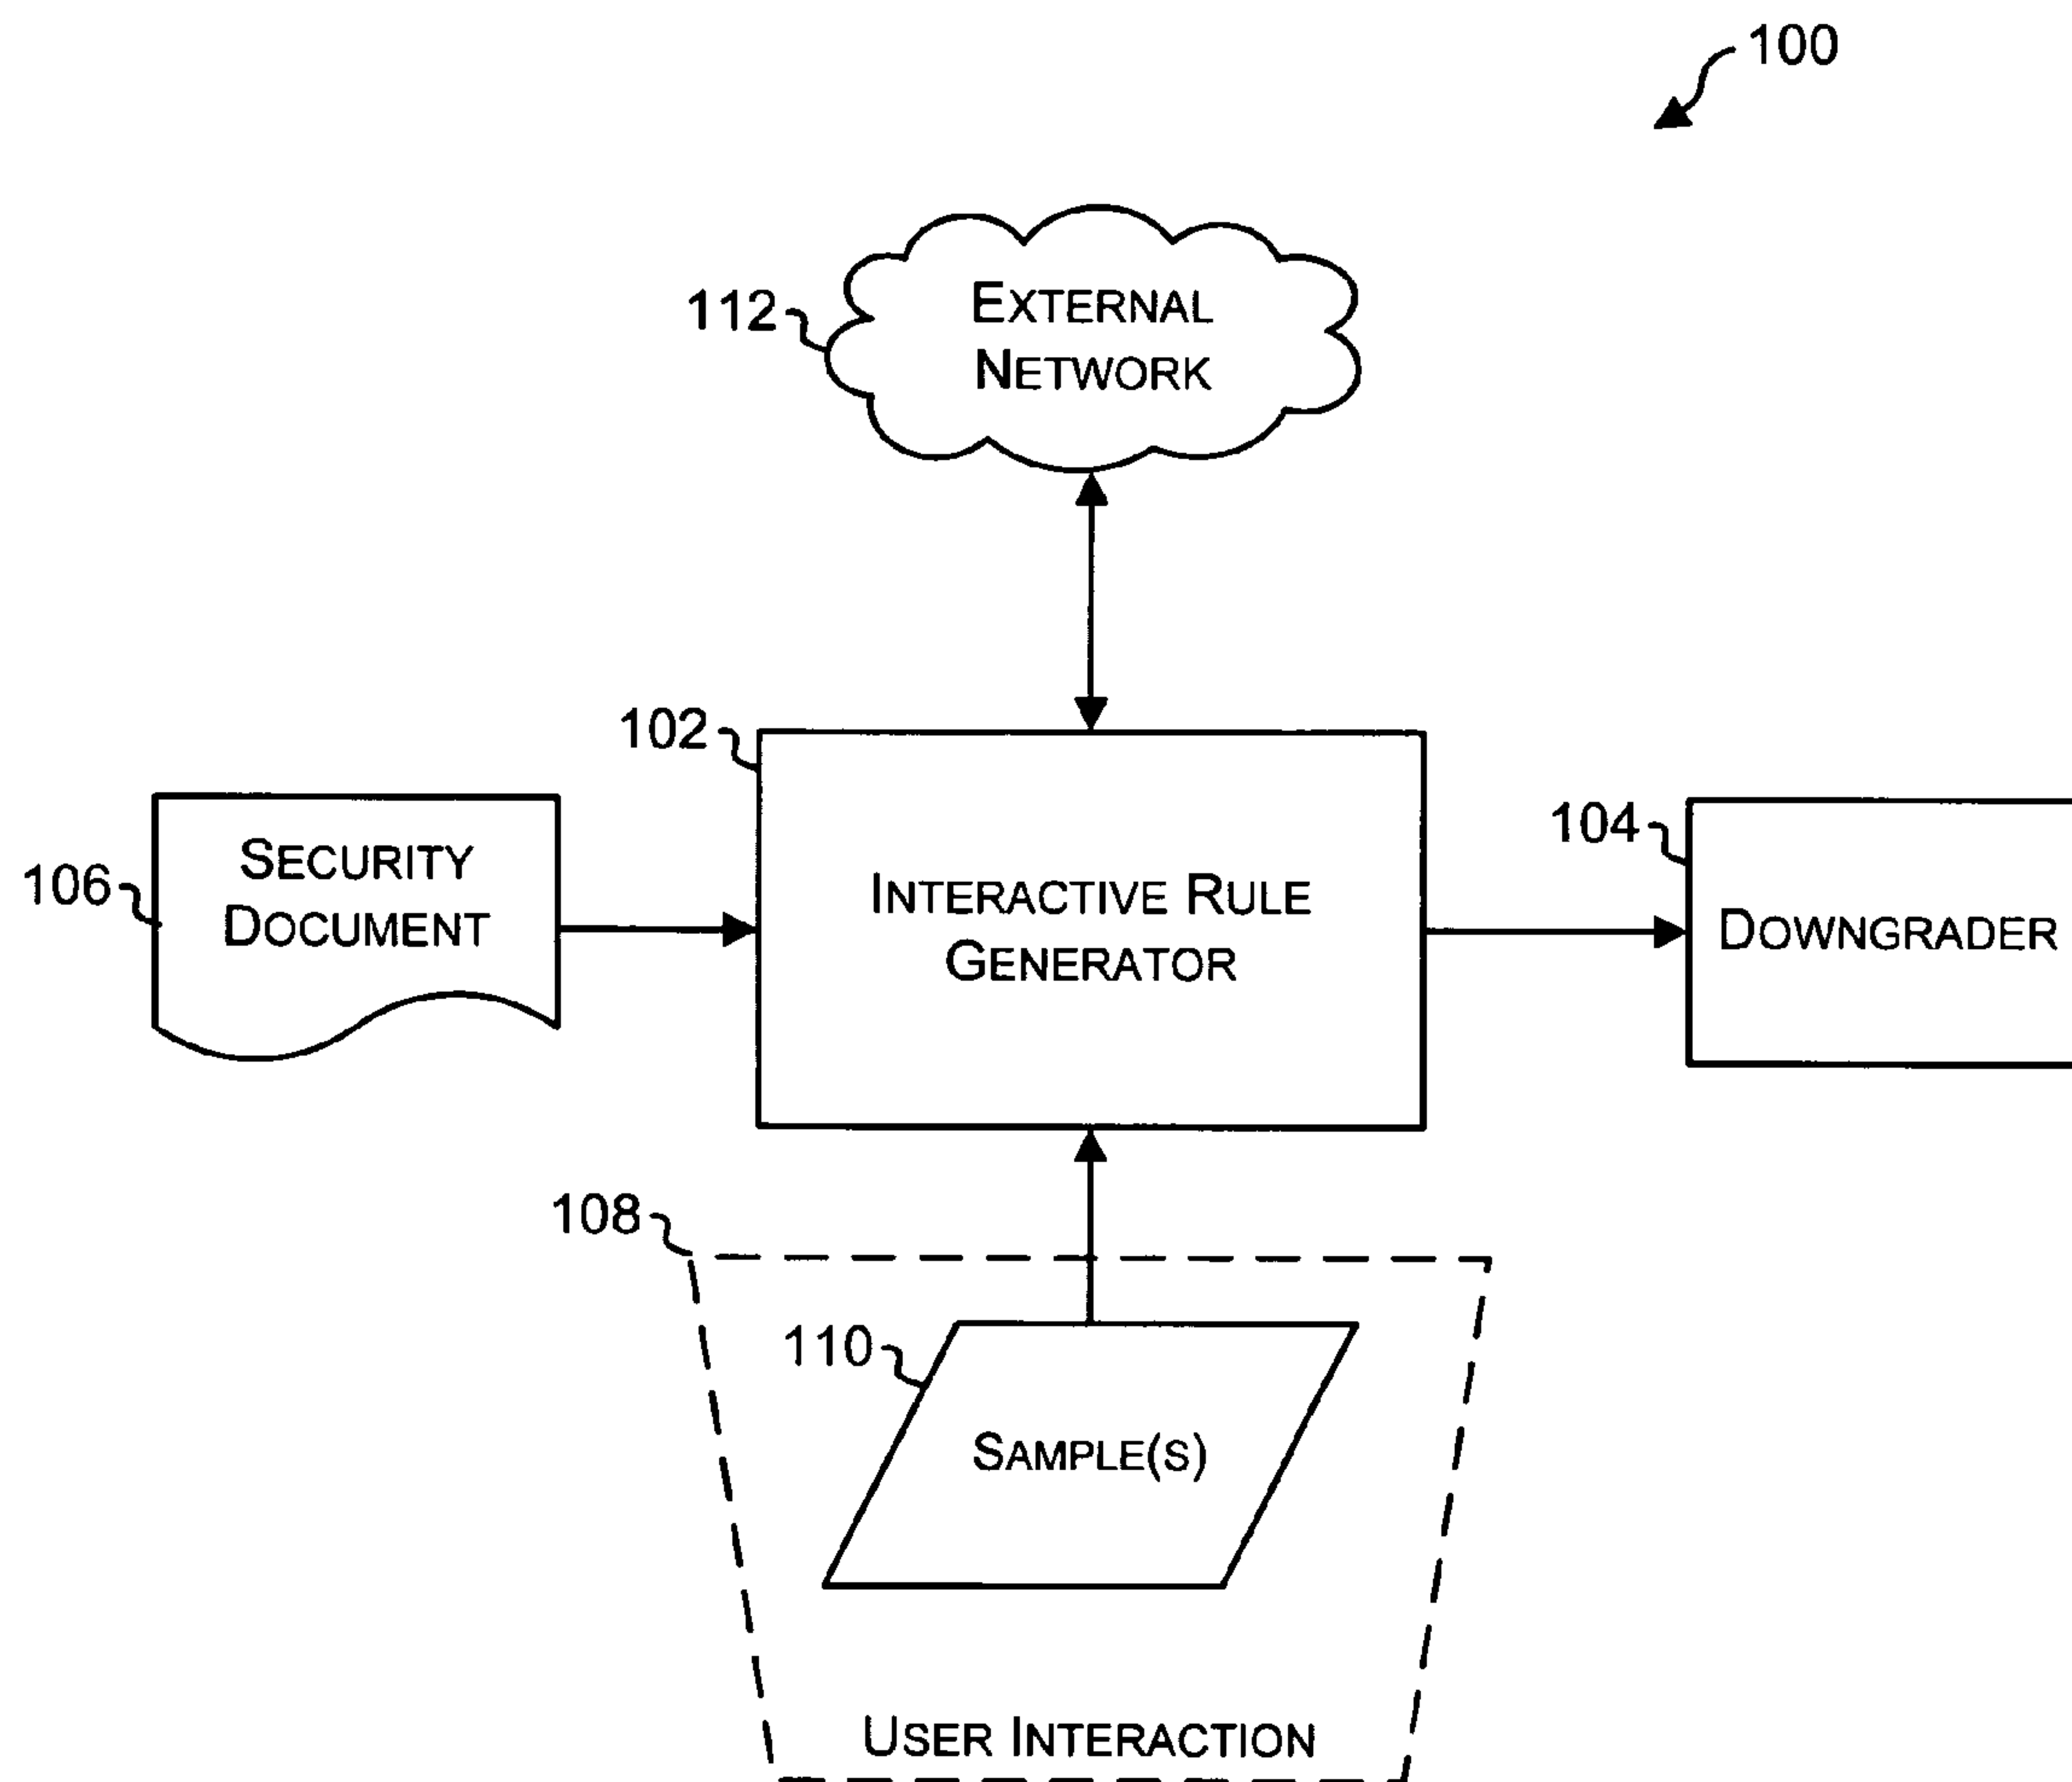 100
112
EXTERNAL
NETWORK
102
106
SECURITY
DOCUMENT
INTERACTIVE RULE
GENERATOR
104
DOWNGRADER
108
110
SAMPLE(S)
USER INTERACTION